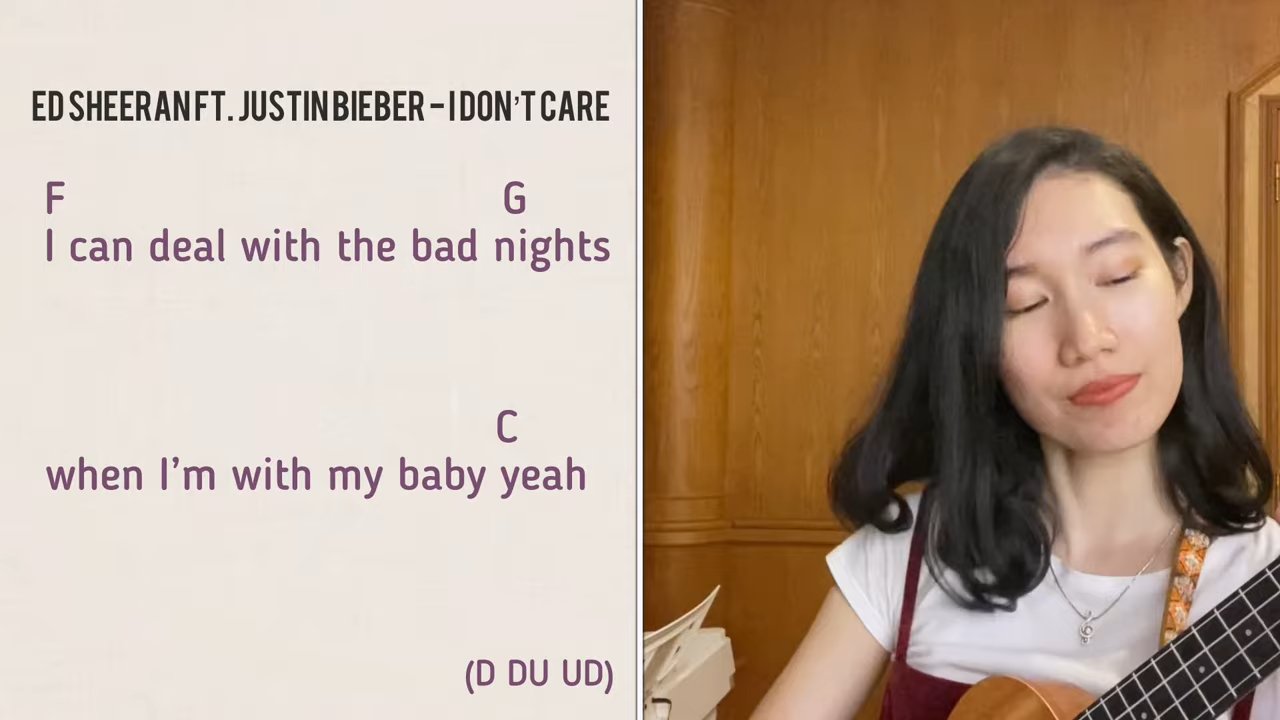 ED SHEERAN FT. JUSTIN BIEBER – I DON'T CARE
F G
I can deal with the bad nights
C
when I'm with my baby yeah
(D DU UD)